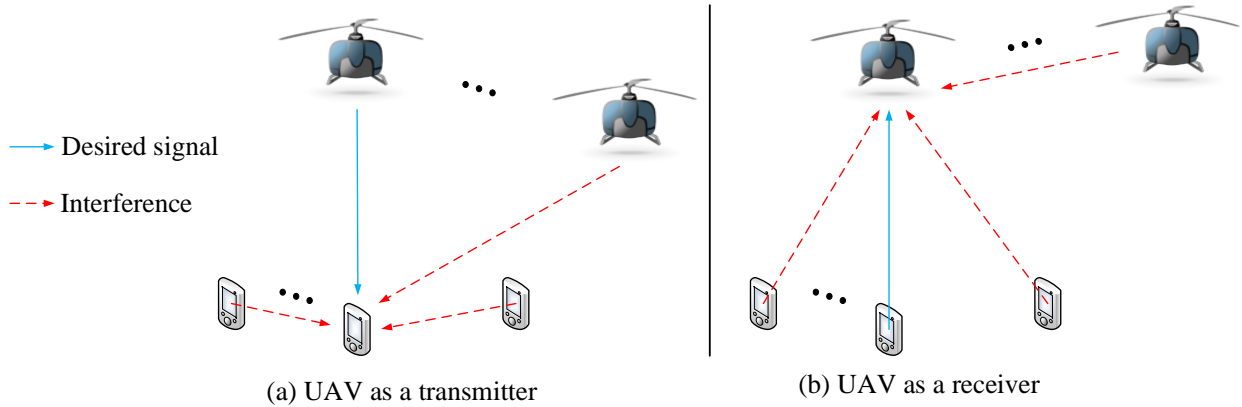 Desired signal
Interference
(a) UAV as a transmitter
(b) UAV as a receiver